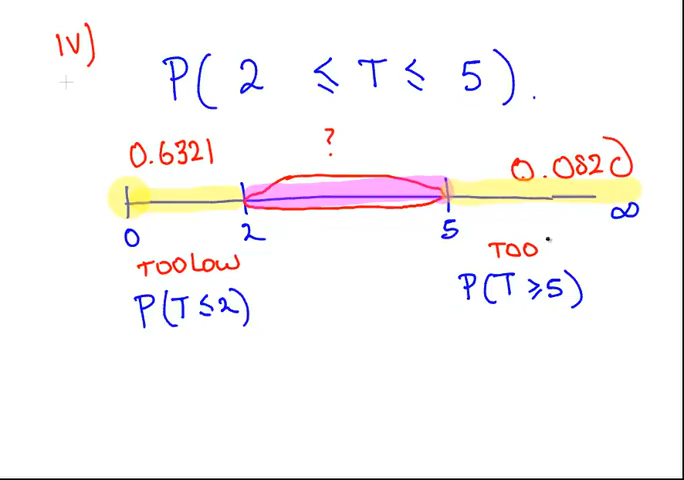 IV)
P( 2 ≤ T ≤ 5 ).
?
0.6321 0.0820
0 2 5 ∞
TOO LOW TOO
P(T ≤ 2) P(T ≥ 5)